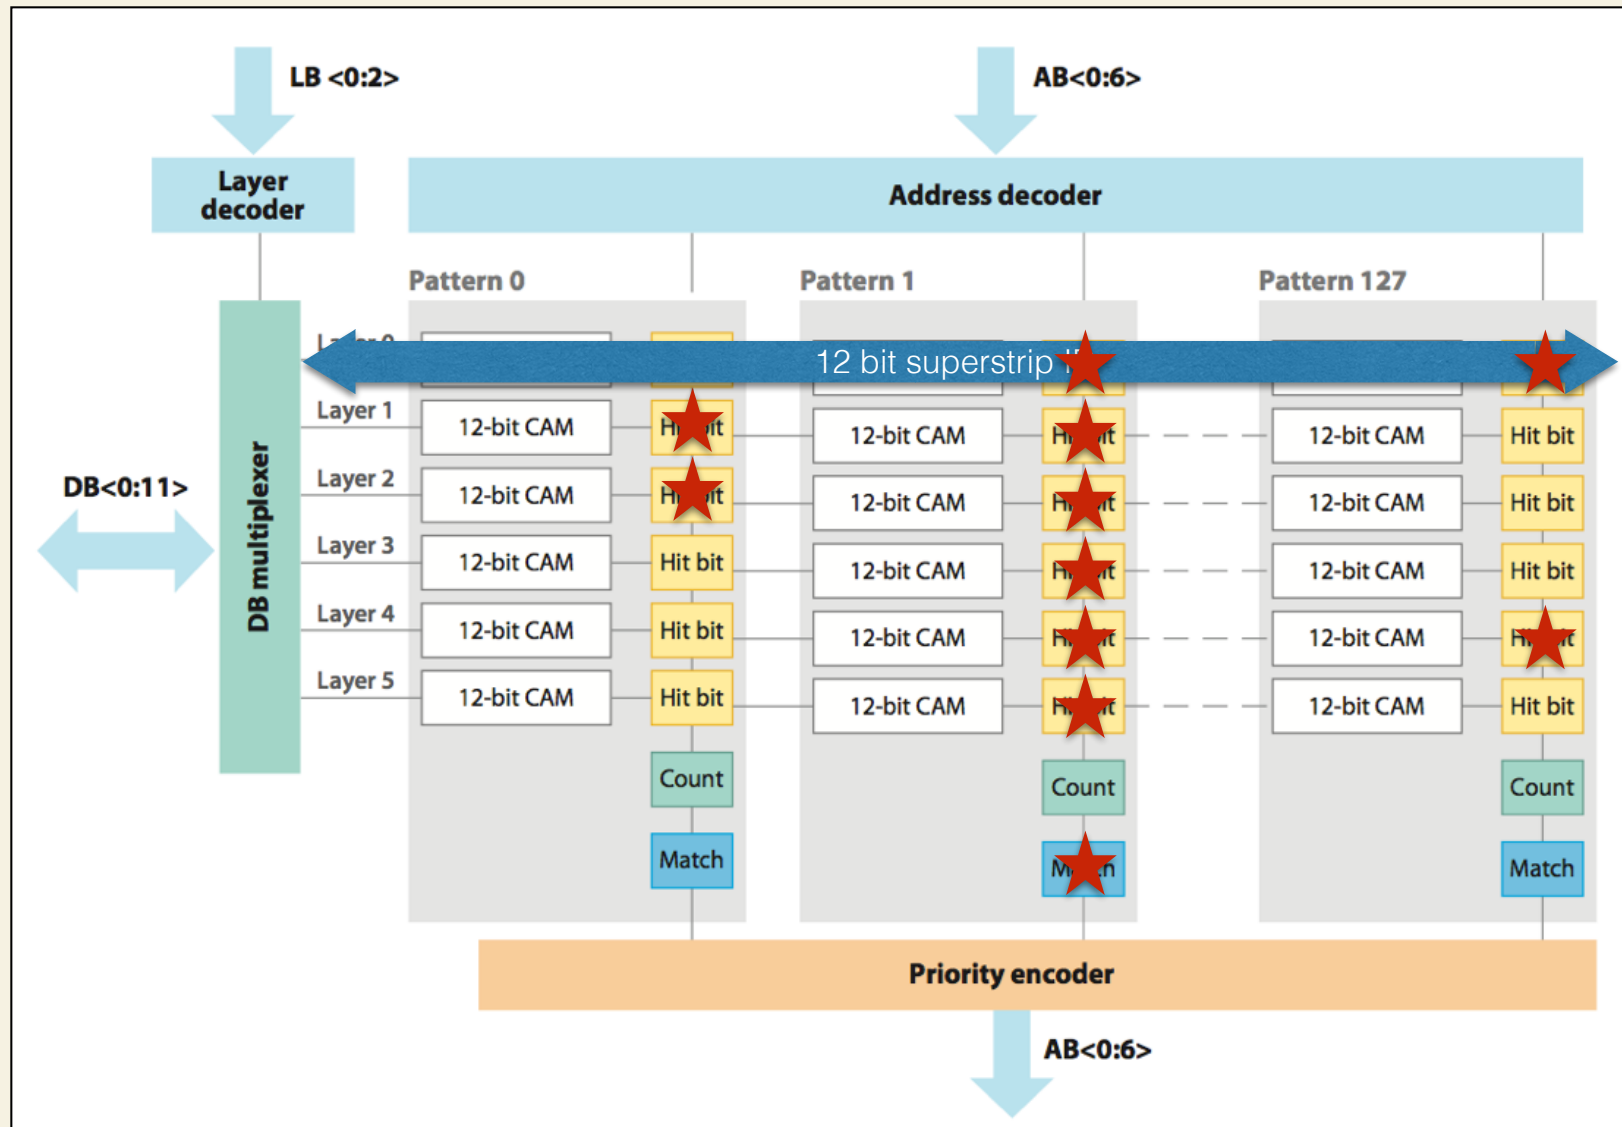 LB <0:2>
AB<0:6>
Layer
decoder
Address decoder
Pattern 0
Pattern 1
Pattern 127
12 bit superstrip
Layer 1
12-bit CAM
12-bit CAM
12-bit CAM
Hit bit
Layer 2
12-bit CAM
12-bit CAM
12-bit CAM
Hit bit
DB<0:11>
DB multiplexer
Layer 3
12-bit CAM
Hit bit
12-bit CAM
12-bit CAM
Hit bit
Layer 4
12-bit CAM
Hit bit
12-bit CAM
12-bit CAM
Layer 5
12-bit CAM
Hit bit
12-bit CAM
12-bit CAM
Hit bit
Count
Count
Count
Match
Match
Priority encoder
AB<0:6>